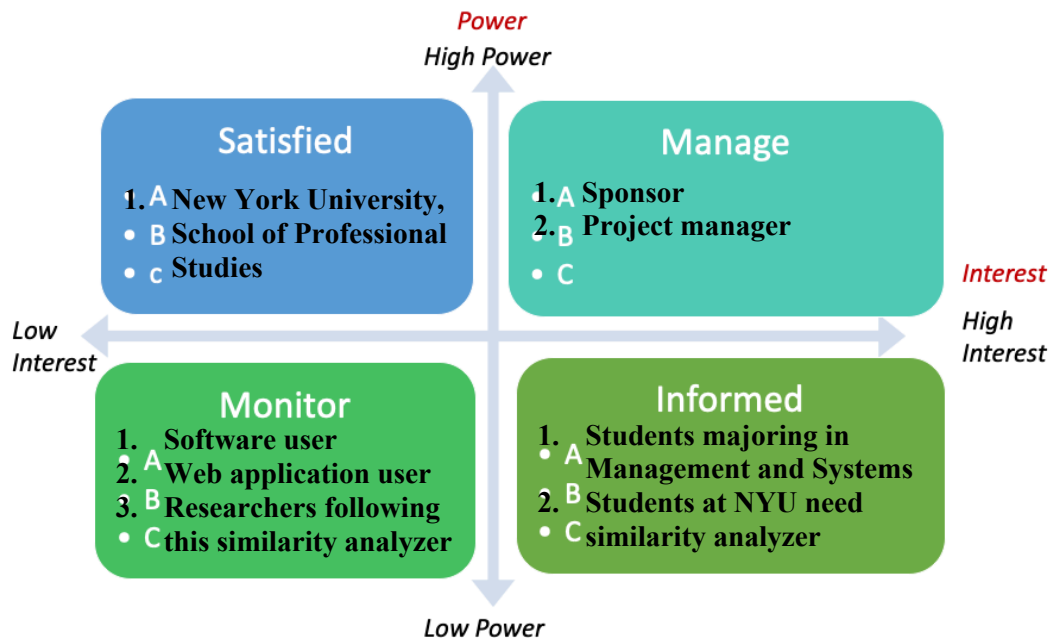 Power
High Power
Satisfied
• A
1. New York University,
• B School of Professional
• c Studies
Manage
• A
1. Sponsor
• B
2. Project manager
• C
Interest
Low
Interest
High
Interest
Monitor
1. Software user
• A
2. Web application user
• B
3. Researchers following
• C this similarity analyzer
Informed
1. Students majoring in
• A Management and Systems
• B
2. Students at NYU need
• C similarity analyzer
Low Power